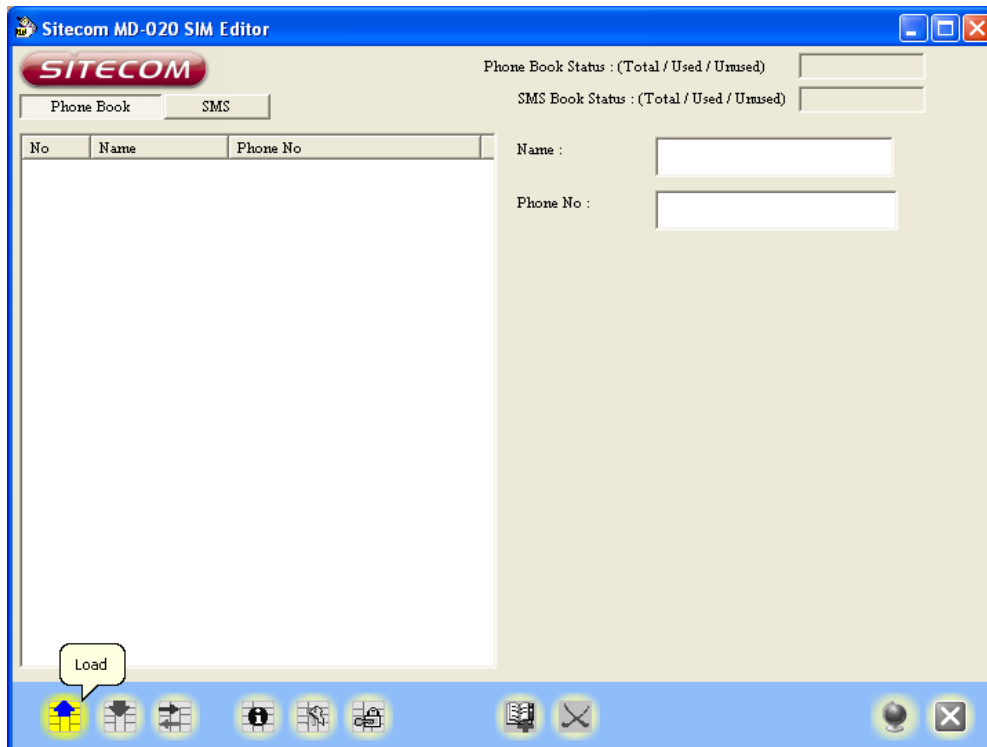 Sitecom MD-020 SIM Editor
SITECOM
Phone Book Status : (Total / Used / Unused)
Phone Book
SMS
SMS Book Status : (Total / Used / Unused)
No
Name
Phone No
Name :
Phone No :
Load